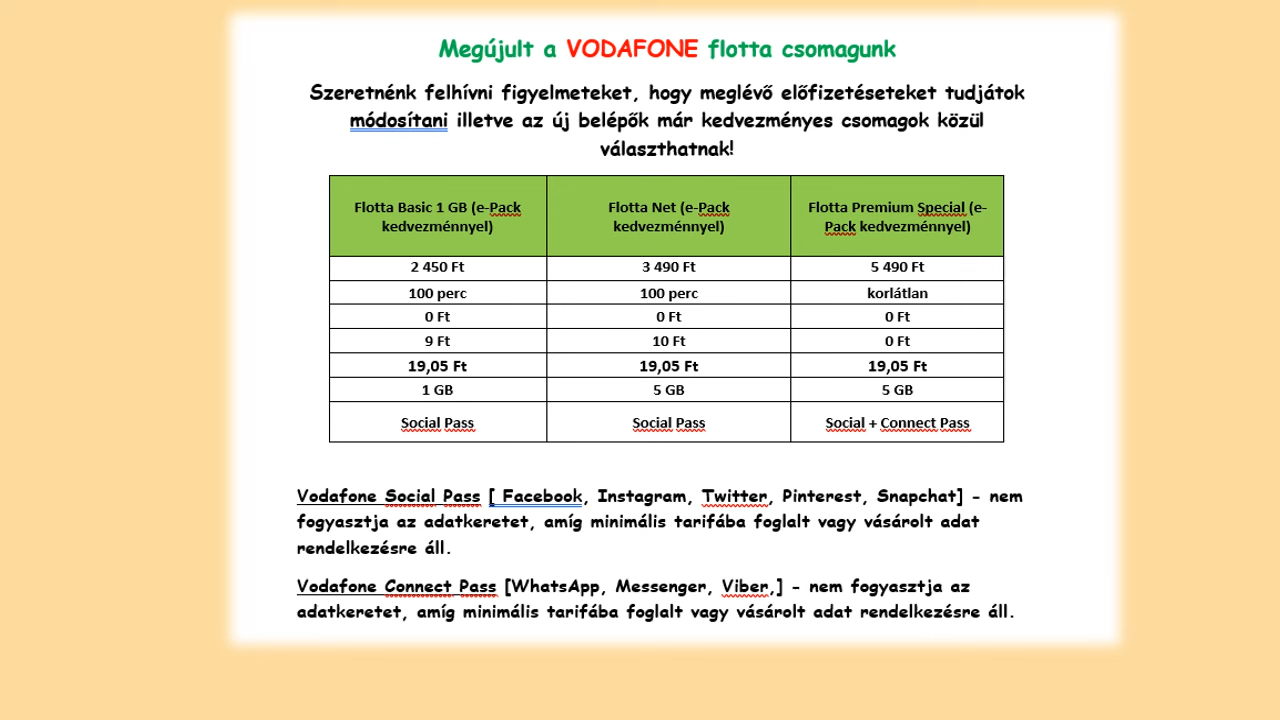 Megújult a VODAFONE flotta csomagunk
Szeretnénk felhívni figyelmeteket, hogy meglévő előfizetéseteket tudjátok
módosítani illetve az új belépők már kedvezményes csomagok közül
választhatnak!
Flotta Basic 1 GB (e-Pack
kedvezménnyel)
Flotta Net (e-Pack
kedvezménnyel)
Flotta Premium Special (e-
Pack kedvezménnyel)
2 450 Ft 3 490 Ft 5 490 Ft
100 perc 100 perc korlátlan
0 Ft 0 Ft 0 Ft
9 Ft 10 Ft 0 Ft
19,05 Ft 19,05 Ft 19,05 Ft
1 GB 5 GB 5 GB
Social Pass Social Pass Social + Connect Pass
Vodafone Social Pass [ Facebook, Instagram, Twitter, Pinterest, Snapchat] - nem
fogyasztja az adatkeretet, amíg minimális tarifába foglalt vagy vásárolt adat
rendelkezésre áll.
Vodafone Connect Pass [WhatsApp, Messenger, Viber,] - nem fogyasztja az
adatkeretet, amíg minimális tarifába foglalt vagy vásárolt adat rendelkezésre áll.